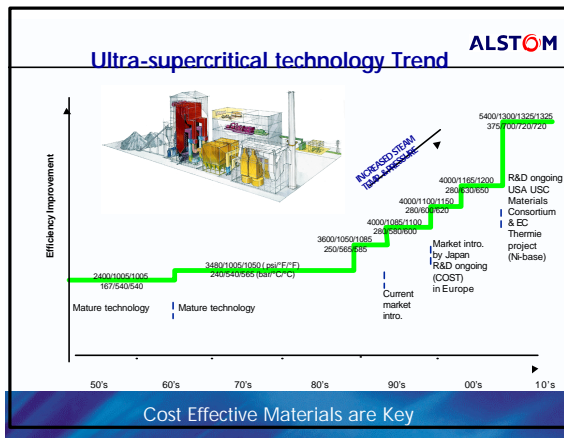 ALSTOM
Ultra-supercritical technology Trend
Efficiency Improvement
INCREASED STEAM
TEMP. & PRESSURE
5400/1300/1325/1325
375/700/720/720
4000/1165/1200
280/630/650
4000/1100/1150
280/600/620
4000/1085/1100
280/580/600
3600/1050/1085
250/565/585
3480/1005/1050 (psi/°F/°F)
240/540/565 (bar/°C/°C)
2400/1005/1005
167/540/540
Mature technology
Mature technology
Current
market
intro.
Market intro.
by Japan
R&D ongoing
(COST)
in Europe
R&D ongoing
USA USC
Materials
Consortium
& EC
Thermie
project
(Ni-base)
50's 60's 70's 80's 90's 00's 10's
Cost Effective Materials are Key